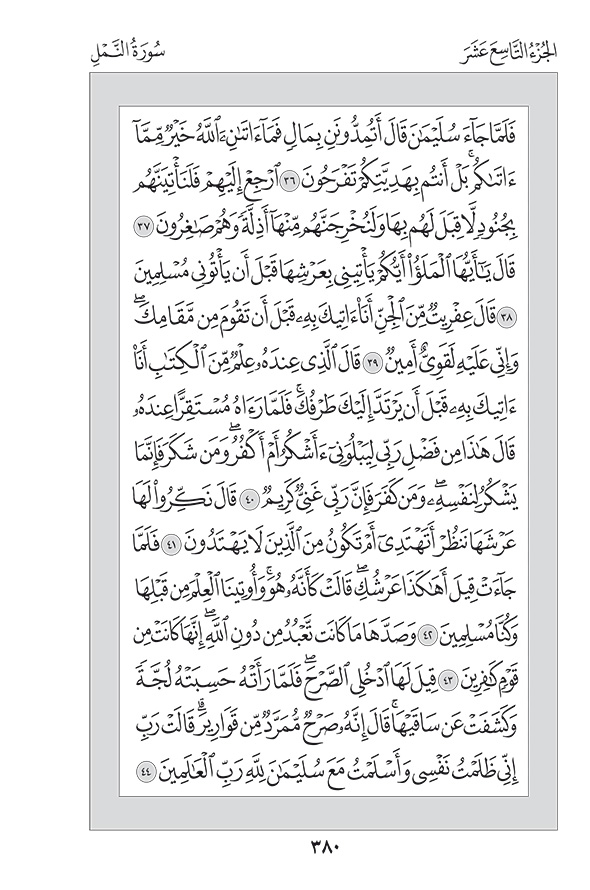 الجُزْءُ التَّاسِعَ عَشَرَ
سُورَةُ النَّمْلِ
فَلَمَّا جَآءَ سُلَيْمَٰنَ قَالَ أَتُمِدُّونَنِ بِمَالٍ فَمَآ ءَاتَىٰنِۦَ ٱللَّهُ خَيْرٌ مِّمَّآ
ءَاتَىٰكُمۚ بَلْ أَنتُم بِهَدِيَّتِكُمْ تَفْرَحُونَ ٣٦ ٱرْجِعْ إِلَيْهِمْ فَلَنَأْتِيَنَّهُم
بِجُنُودٍ لَّا قِبَلَ لَهُم بِهَا وَلَنُخْرِجَنَّهُم مِّنْهَآ أَذِلَّةً وَهُمْ صَٰغِرُونَ ٣٧
قَالَ يَٰٓأَيُّهَا ٱلْمَلَؤُا۟ أَيُّكُمْ يَأْتِينِى بِعَرْشِهَا قَبْلَ أَن يَأْتُونِى مُسْلِمِينَ
٣٨ قَالَ عِفْرِيتٌ مِّنَ ٱلْجِنِّ أَنَا۠ ءَاتِيكَ بِهِۦ قَبْلَ أَن تَقُومَ مِن مَّقَامِكَۖ
وَإِنِّى عَلَيْهِ لَقَوِىٌّ أَمِينٌ ٣٩ قَالَ ٱلَّذِى عِندَهُۥ عِلْمٌ مِّنَ ٱلْكِتَٰبِ أَنَا۠
ءَاتِيكَ بِهِۦ قَبْلَ أَن يَرْتَدَّ إِلَيْكَ طَرْفُكَۚ فَلَمَّا رَءَاهُ مُسْتَقِرًّا عِندَهُۥ
قَالَ هَٰذَا مِن فَضْلِ رَبِّى لِيَبْلُوَنِىٓ ءَأَشْكُرُ أَمْ أَكْفُرُۖ وَمَن شَكَرَ فَإِنَّمَا
يَشْكُرُ لِنَفْسِهِۦۖ وَمَن كَفَرَ فَإِنَّ رَبِّى غَنِىٌّ كَرِيمٌ ٤٠ قَالَ نَكِّرُوا۟ لَهَا
عَرْشَهَا نَنظُرْ أَتَهْتَدِىٓ أَمْ تَكُونُ مِنَ ٱلَّذِينَ لَا يَهْتَدُونَ ٤١ فَلَمَّا
جَآءَتْ قِيلَ أَهَٰكَذَا عَرْشُكِۖ قَالَتْ كَأَنَّهُۥ هُوَۚ وَأُوتِينَا ٱلْعِلْمَ مِن قَبْلِهَا
وَكُنَّا مُسْلِمِينَ ٤٢ وَصَدَّهَا مَا كَانَت تَّعْبُدُ مِن دُونِ ٱللَّهِۖ إِنَّهَا كَانَتْ مِن
قَوْمٍ كَٰفِرِينَ ٤٣ قِيلَ لَهَا ٱدْخُلِى ٱلصَّرْحَۖ فَلَمَّا رَأَتْهُ حَسِبَتْهُ لُجَّةً
وَكَشَفَتْ عَن سَاقَيْهَاۚ قَالَ إِنَّهُۥ صَرْحٌ مُّمَرَّدٌ مِّن قَوَارِيرَۗ قَالَتْ رَبِّ
إِنِّى ظَلَمْتُ نَفْسِى وَأَسْلَمْتُ مَعَ سُلَيْمَٰنَ لِلَّهِ رَبِّ ٱلْعَٰلَمِينَ ٤٤
٣٨٠